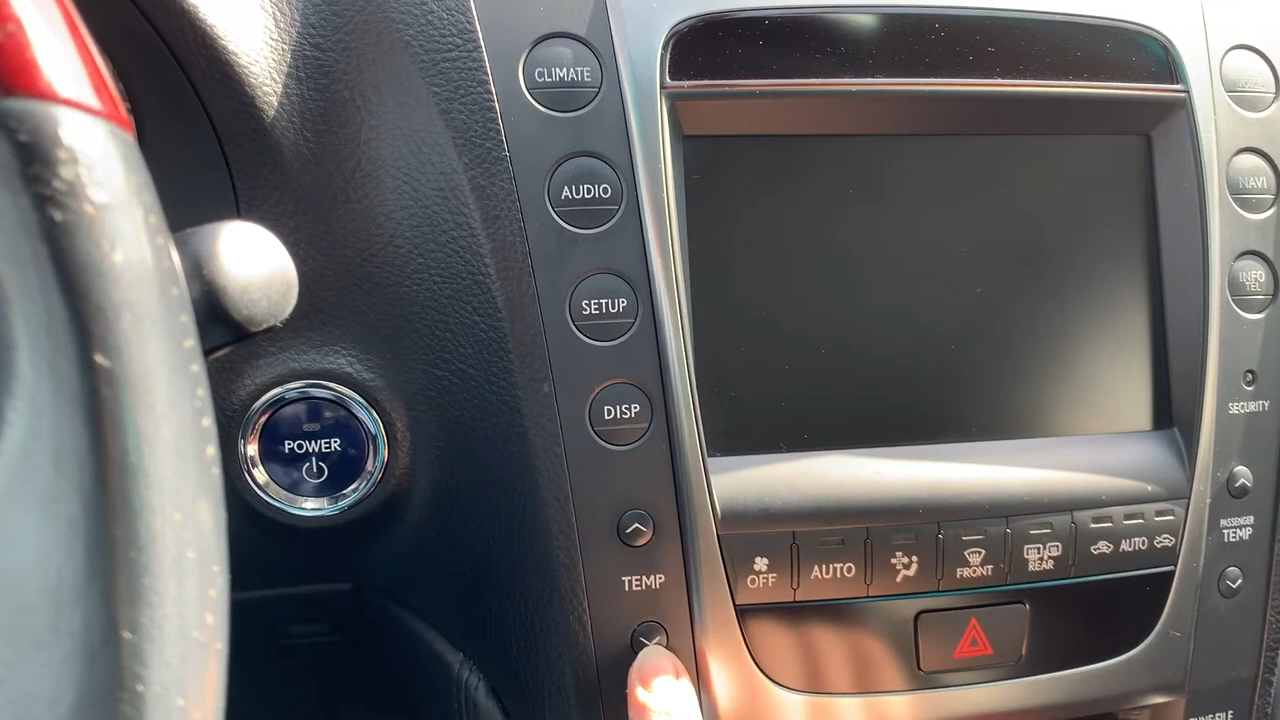 CLIMATE
AUDIO
SETUP
DISP
TEMP
POWER
OFF
AUTO
FRONT
REAR
AUTO
NAVI
INFO
TEL
SECURITY
PASSENGER
TEMP